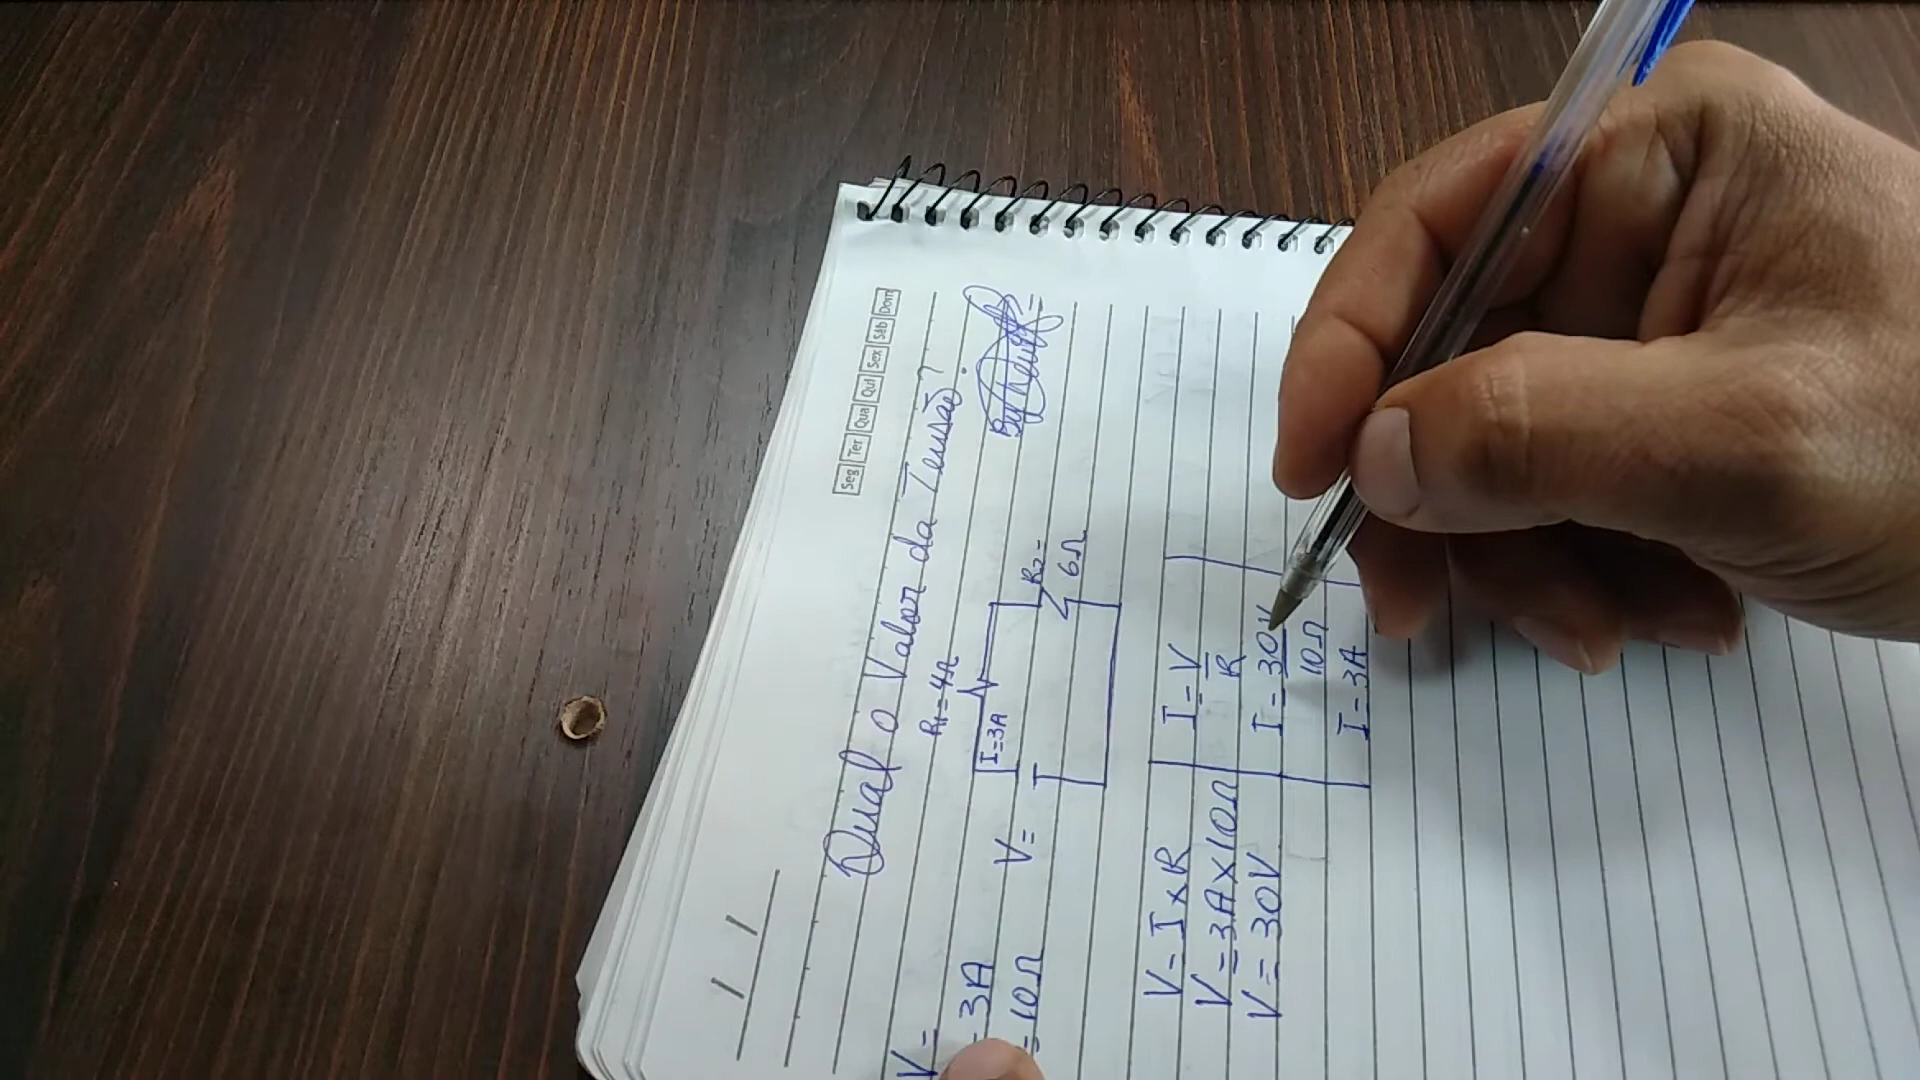 Seg Ter Qua Qui Sex Sáb Dom
/ /
Qual o Valor da Tensão?
V =
= 3A
= 10Ω
R1 = 4Ω
I = 3A
V =
R2 =
6Ω
V = I x R
V = 3A x 10Ω
V = 30V
I = V
R
I = 30V
10Ω
I = 3A